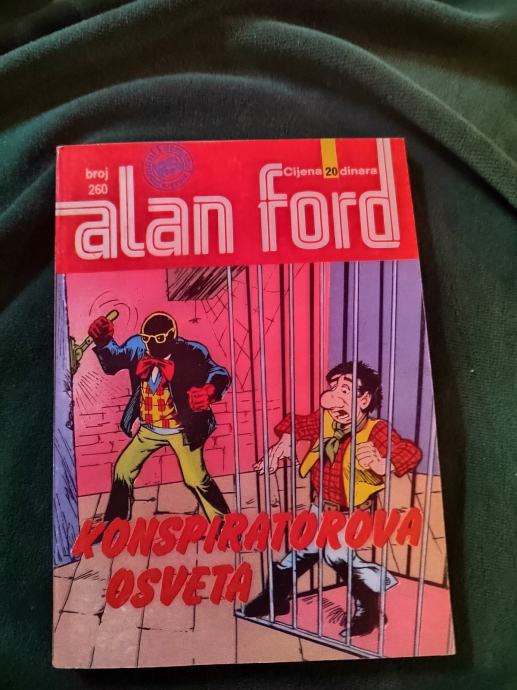 broj
260
Cijena 20 dinara
alan ford
KONSPIRATOROVA
OSVETA